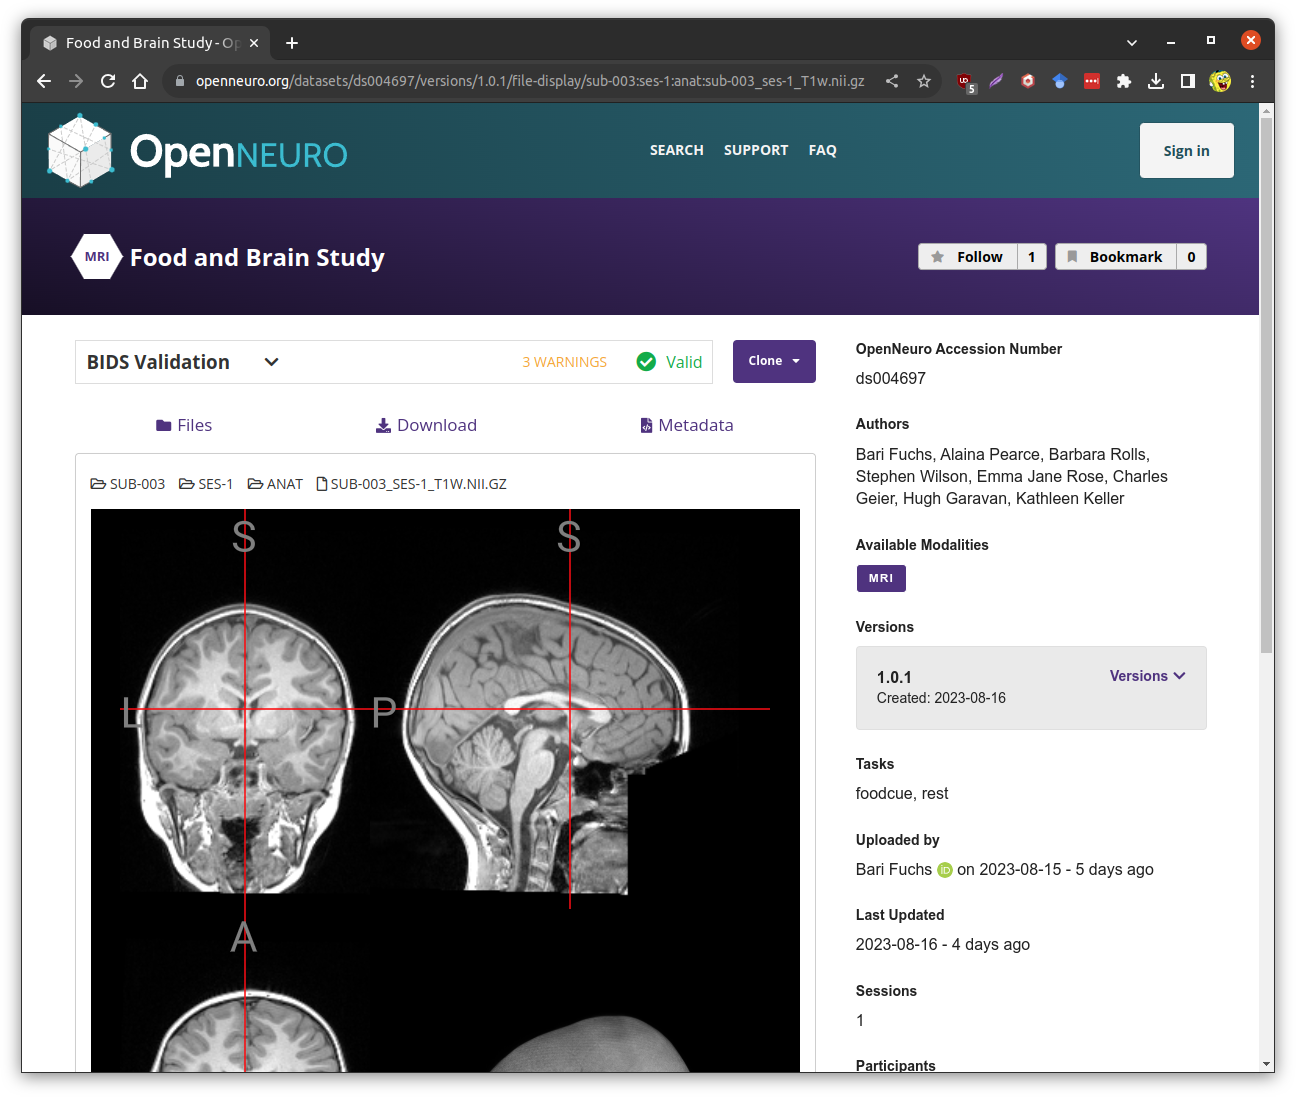 Food and Brain Study - Op
openneuro.org/datasets/ds004697/versions/1.0.1/file-display/sub-003:ses-1:anat:sub-003_ses-1_T1w.nii.gz
5
OpenNEURO
SEARCH SUPPORT FAQ
Sign in
MRI Food and Brain Study
Follow 1
Bookmark 0
BIDS Validation
3 WARNINGS
Valid
Clone
Files
Download
Metadata
SUB-003 SES-1 ANAT SUB-003_SES-1_T1W.NII.GZ
S
S
L
P
A
OpenNeuro Accession Number
ds004697
Authors
Bari Fuchs, Alaina Pearce, Barbara Rolls,
Stephen Wilson, Emma Jane Rose, Charles
Geier, Hugh Garavan, Kathleen Keller
Available Modalities
MRI
Versions
1.0.1
Versions
Created: 2023-08-16
Tasks
foodcue, rest
Uploaded by
Bari Fuchs iD on 2023-08-15 - 5 days ago
Last Updated
2023-08-16 - 4 days ago
Sessions
1
Participants